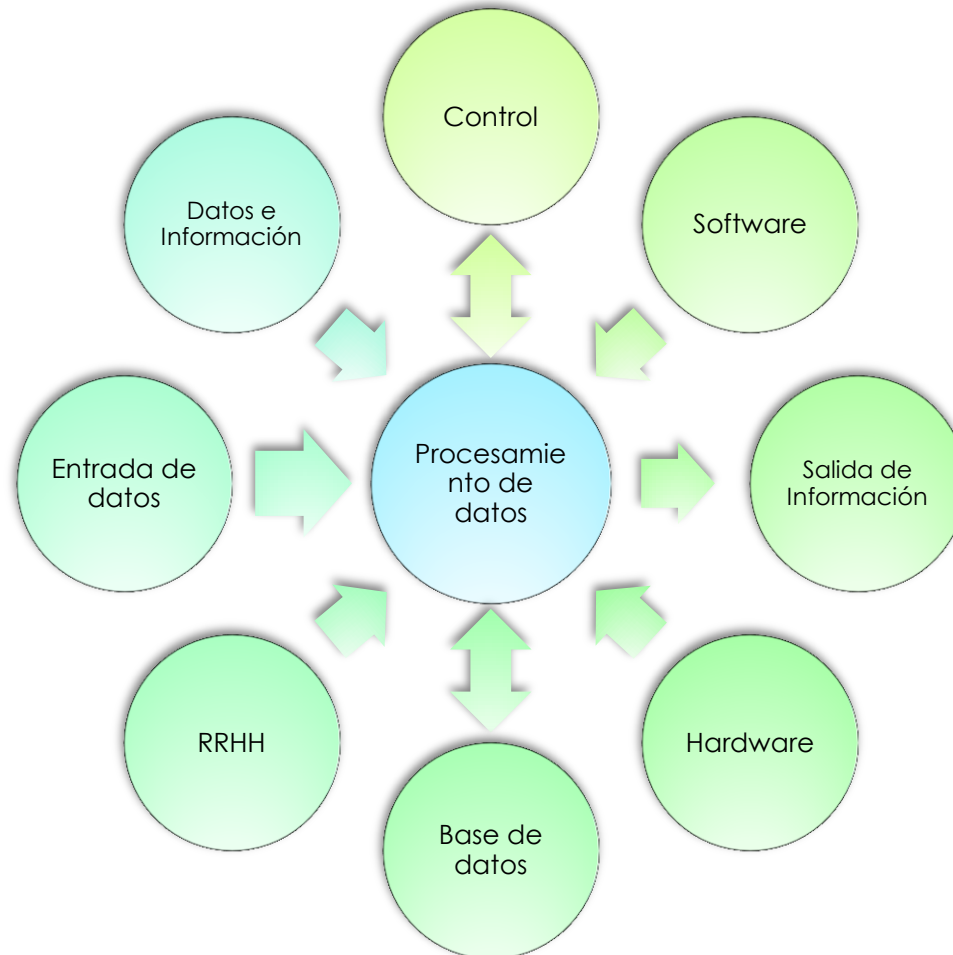 Control
Datos e
Información
Software
Entrada de
datos
Procesamie
nto de
datos
Salida de
Información
RRHH
Hardware
Base de
datos